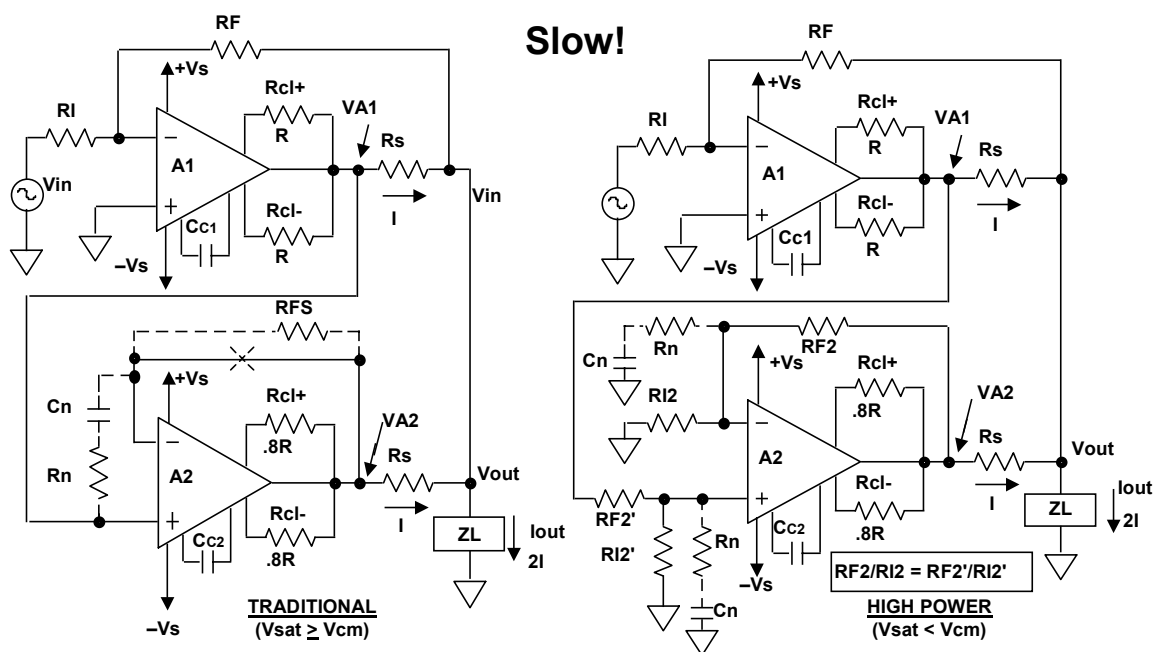 Slow!
RF
+Vs
Rcl+
R
VA1
RI
Rs
A1
Vin
Vin
I
Rcl-
R
Cc1
–Vs
RFS
+Vs
Cn
Rcl+
.8R
VA2
Rs
Rn
A2
Vout
I
Rcl-
.8R
Cc2
ZL
Iout
2I
–Vs
TRADITIONAL
(Vsat ≥ Vcm)
RF
+Vs
Rcl+
R
VA1
RI
Rs
A1
I
Rcl-
R
Cc1
–Vs
Rn
RF2
Cn
+Vs
RI2
Rcl+
.8R
VA2
Rs
A2
Vout
I
Rcl-
.8R
RF2'
Cc2
RI2'
Rn
ZL
Iout
2I
–Vs
Cn
RF2/RI2 = RF2'/RI2'
HIGH POWER
(Vsat < Vcm)